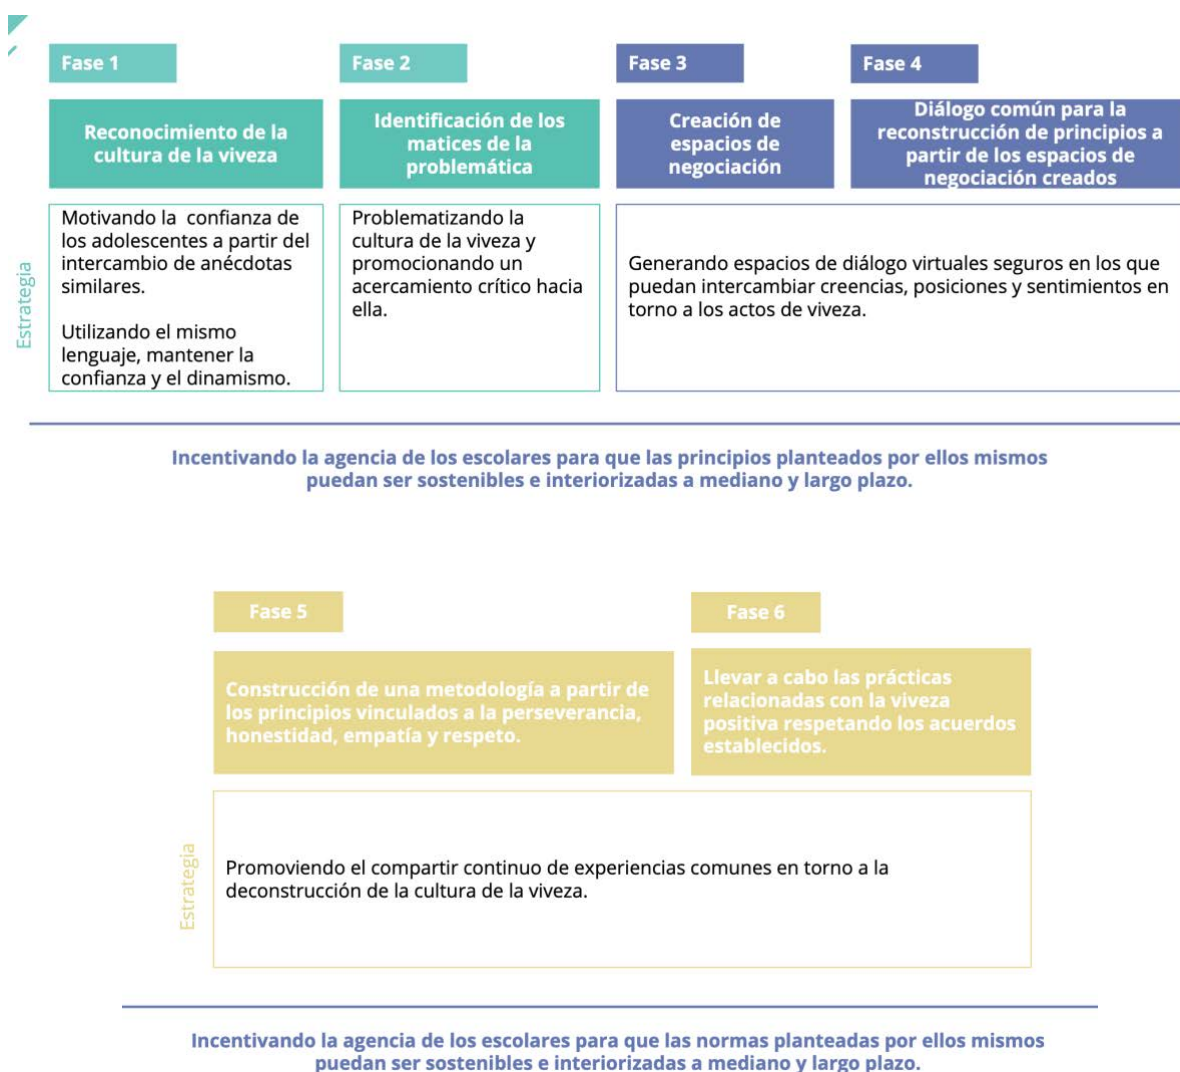 Fase 1
Fase 2
Fase 3
Fase 4
Reconocimiento de la
cultura de la viveza
Identificación de los
matices de la
problemática
Creación de
espacios de
negociación
Diálogo común para la
reconstrucción de principios a
partir de los espacios de
negociación creados
Estrategia
Motivando la confianza de
los adolescentes a partir del
intercambio de anécdotas
similares.
Utilizando el mismo
lenguaje, mantener la
confianza y el dinamismo.
Problematizando la
cultura de la viveza y
promocionando un
acercamiento crítico hacia
ella.
Generando espacios de diálogo virtuales seguros en los que
puedan intercambiar creencias, posiciones y sentimientos en
torno a los actos de viveza.
Incentivando la agencia de los escolares para que las principios planteados por ellos mismos
puedan ser sostenibles e interiorizadas a mediano y largo plazo.
Fase 5
Fase 6
Construcción de una metodología a partir de
los principios vinculados a la perseverancia,
honestidad, empatía y respeto.
Llevar a cabo las prácticas
relacionadas con la viveza
positiva respetando los acuerdos
establecidos.
Estrategia
Promoviendo el compartir continuo de experiencias comunes en torno a la
deconstrucción de la cultura de la viveza.
Incentivando la agencia de los escolares para que las normas planteadas por ellos mismos
puedan ser sostenibles e interiorizadas a mediano y largo plazo.